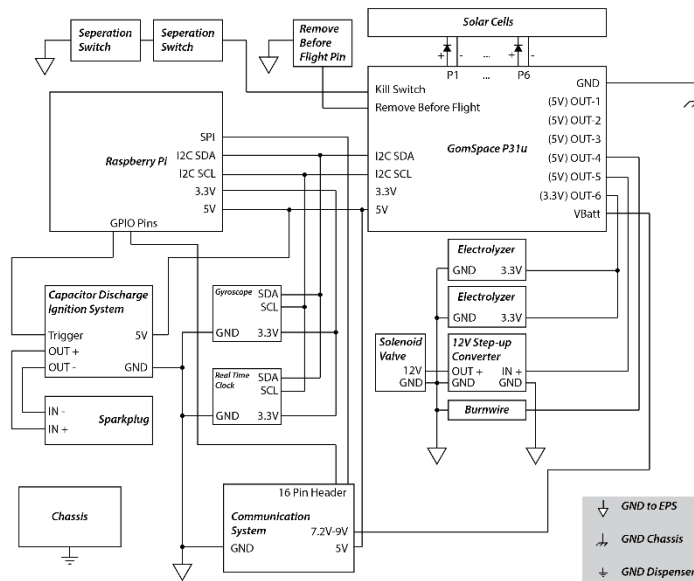 Seperation
Switch
Seperation
Switch
Remove
Before
Flight Pin
Solar Cells
+
-
...
+
-
P1
...
P6
Kill Switch
Remove Before Flight
GND
(5V) OUT-1
(5V) OUT-2
(5V) OUT-3
(5V) OUT-4
(5V) OUT-5
(3.3V) OUT-6
VBatt
GomSpace P31u
I2C SDA
I2C SCL
3.3V
5V
Raspberry Pi
SPI
I2C SDA
I2C SCL
3.3V
5V
GPIO Pins
Capacitor Discharge
Ignition System
Trigger
5V
OUT +
OUT -
GND
IN -
IN +
Sparkplug
Gyroscope
SDA
SCL
GND
3.3V
Real Time
Clock
SDA
SCL
GND
3.3V
Electrolyzer
GND
3.3V
Electrolyzer
GND
3.3V
Solenoid
Valve
12V
GND
12V Step-up
Converter
OUT +
IN +
GND
GND
Burnwire
Chassis
16 Pin Header
Communication
System
7.2V-9V
GND
5V
GND to EPS
GND Chassis
GND Dispenser